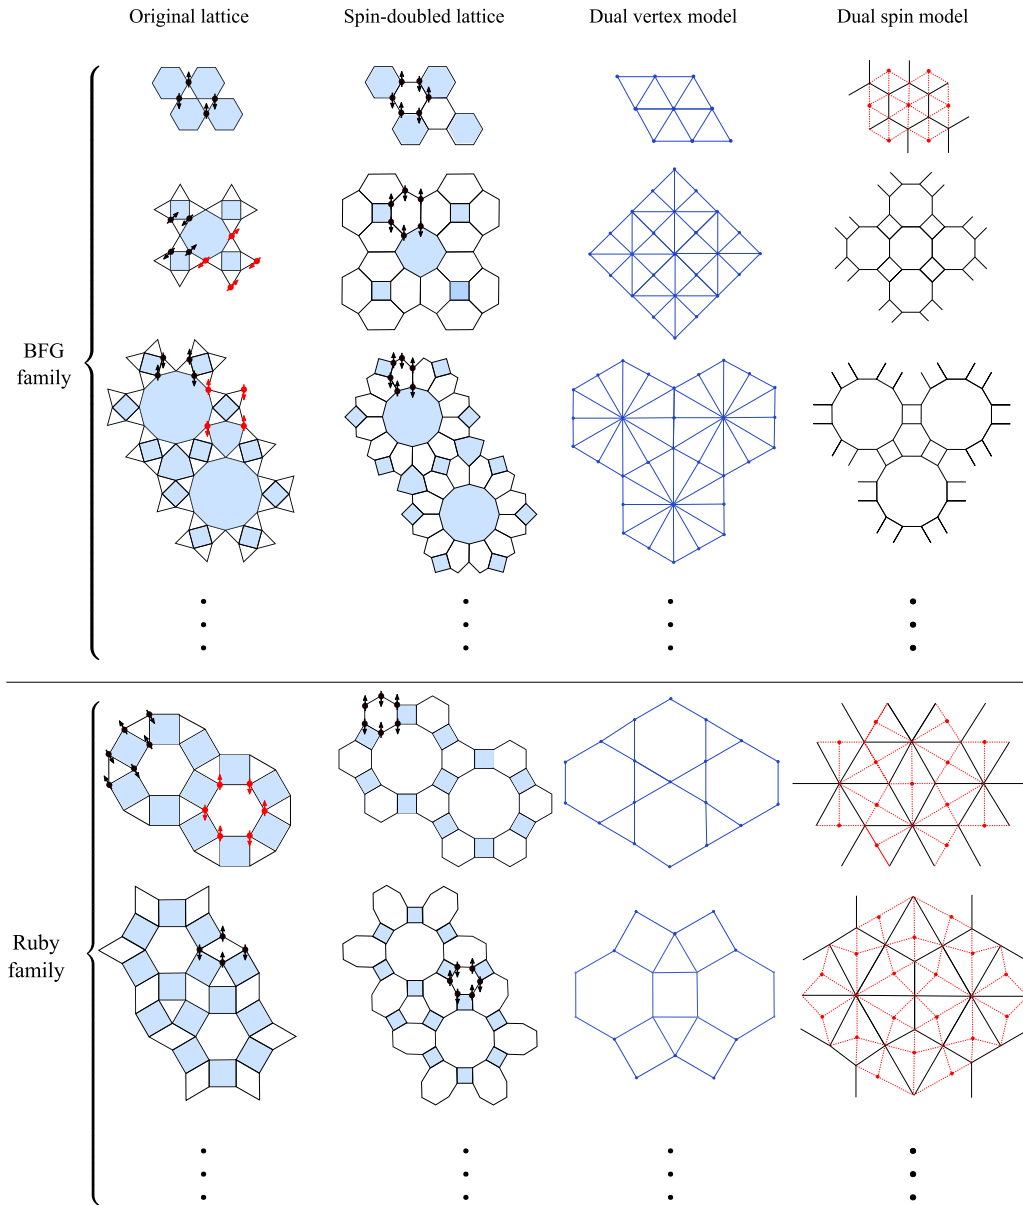 Original lattice
Spin-doubled lattice
Dual vertex model
Dual spin model
BFG
family
Ruby
family